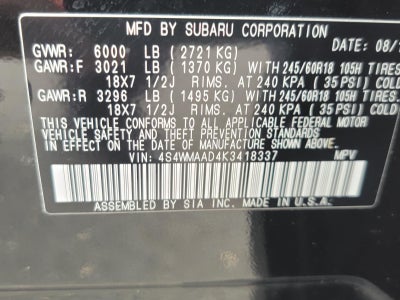 MFD BY SUBARU CORPORATION
GVWR: 6000 LB (2721 KG) DATE: 08/
GAWR:F 3021 LB (1370 KG) WITH 245/60R18 105H TIRES
18X7 1/2J RIMS. AT 240 KPA (35 PSI) COLD
GAWR:R 3296 LB (1495 KG) WITH 245/60R18 105H TIRES
18X7 1/2J RIMS. AT 240 KPA (35 PSI) COLD
THIS VEHICLE CONFORMS TO ALL APPLICABLE FEDERAL MOTOR
VEHICLE SAFETY, BUMPER, AND THEFT PREVENTION STANDARDS
IN EFFECT ON THE DATE OF MANUFACTURE SHOWN ABOVE.
VIN: 4S4WMAAD4K3418337 MPV
ASSEMBLED BY SIA INC. MADE IN U.S.A.